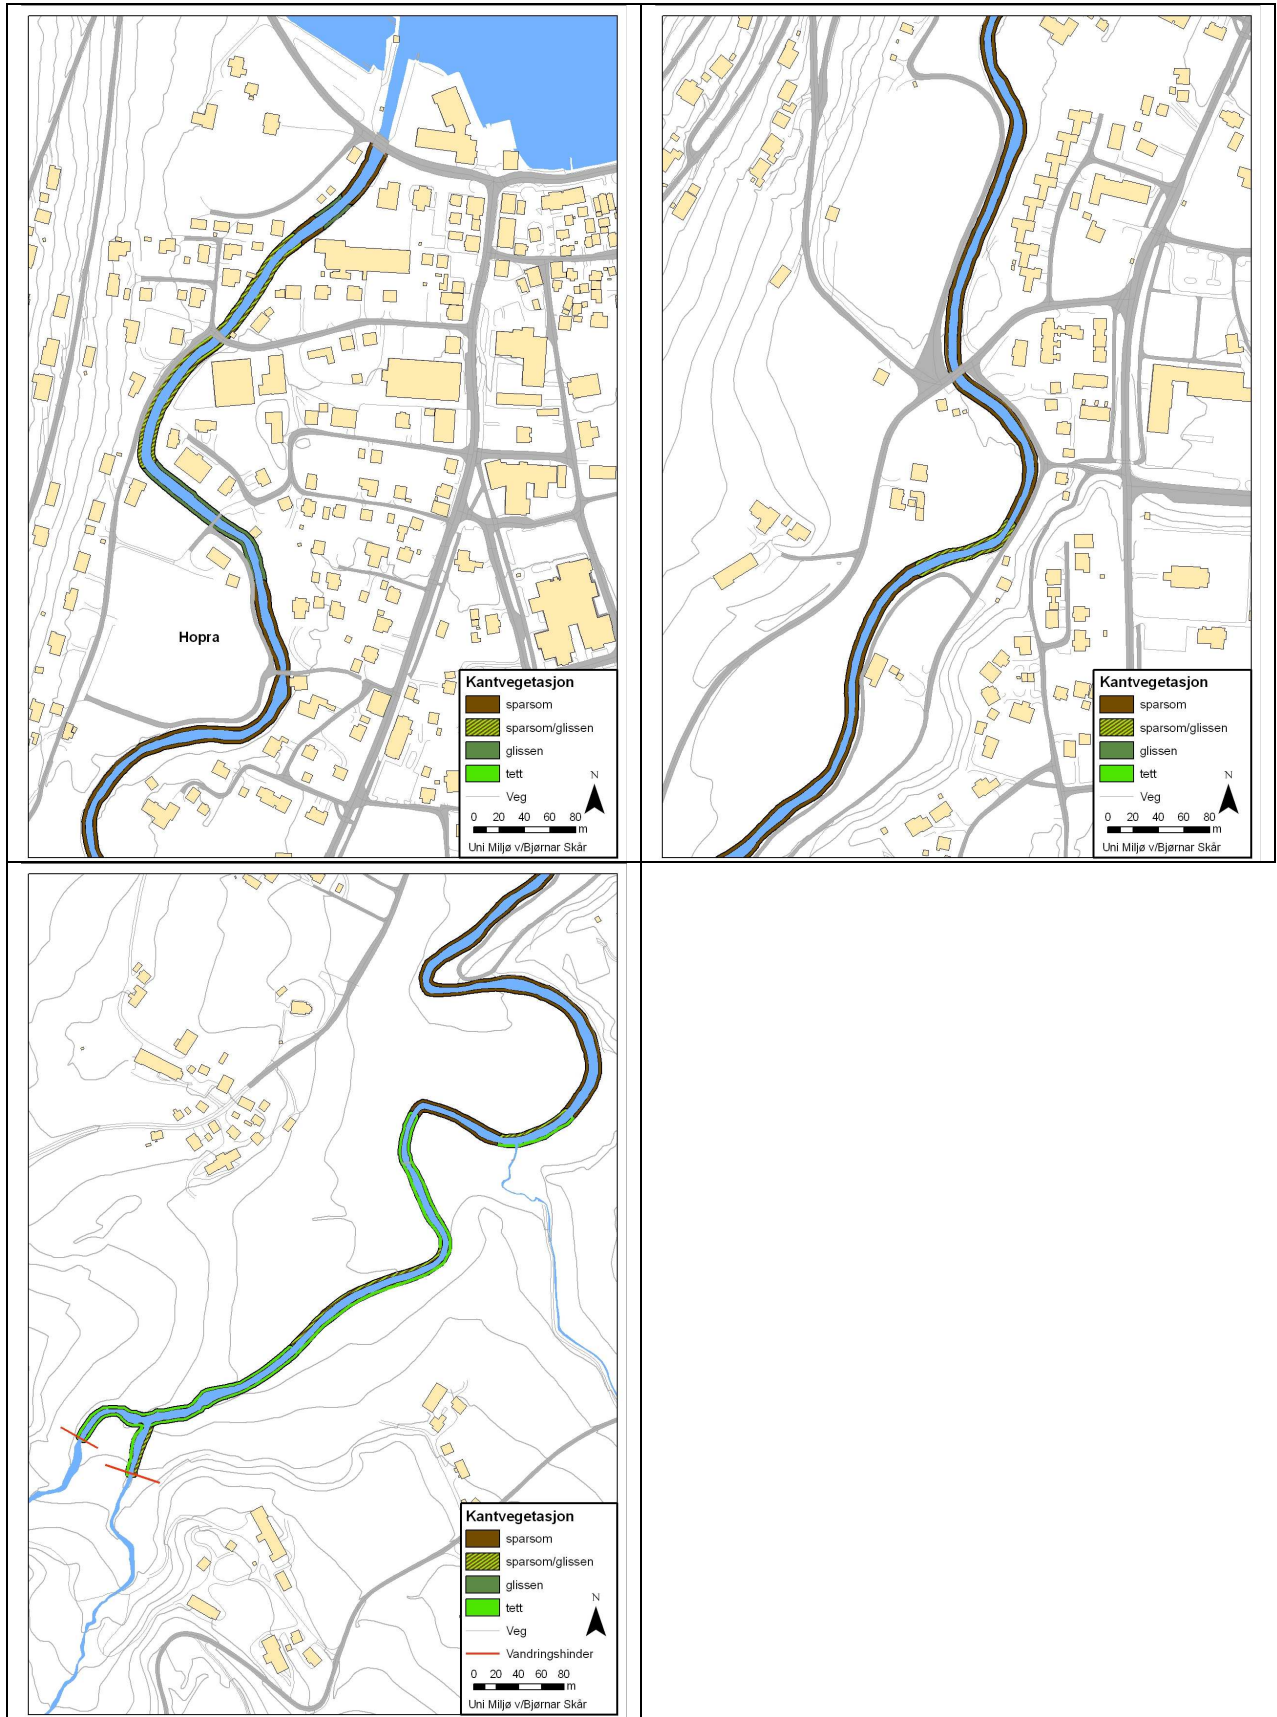 Hopra
Kantvegetasjon
sparsom
sparsom/glissen
glissen
tett
Veg
N
0 20 40 60 80
m
Uni Miljø v/Bjørnar Skår
Kantvegetasjon
sparsom
sparsom/glissen
glissen
tett
Veg
N
0 20 40 60 80
m
Uni Miljø v/Bjørnar Skår
Kantvegetasjon
sparsom
sparsom/glissen
glissen
tett
Veg
N
Vandringshinder
0 20 40 60 80
m
Uni Miljø v/Bjørnar Skår